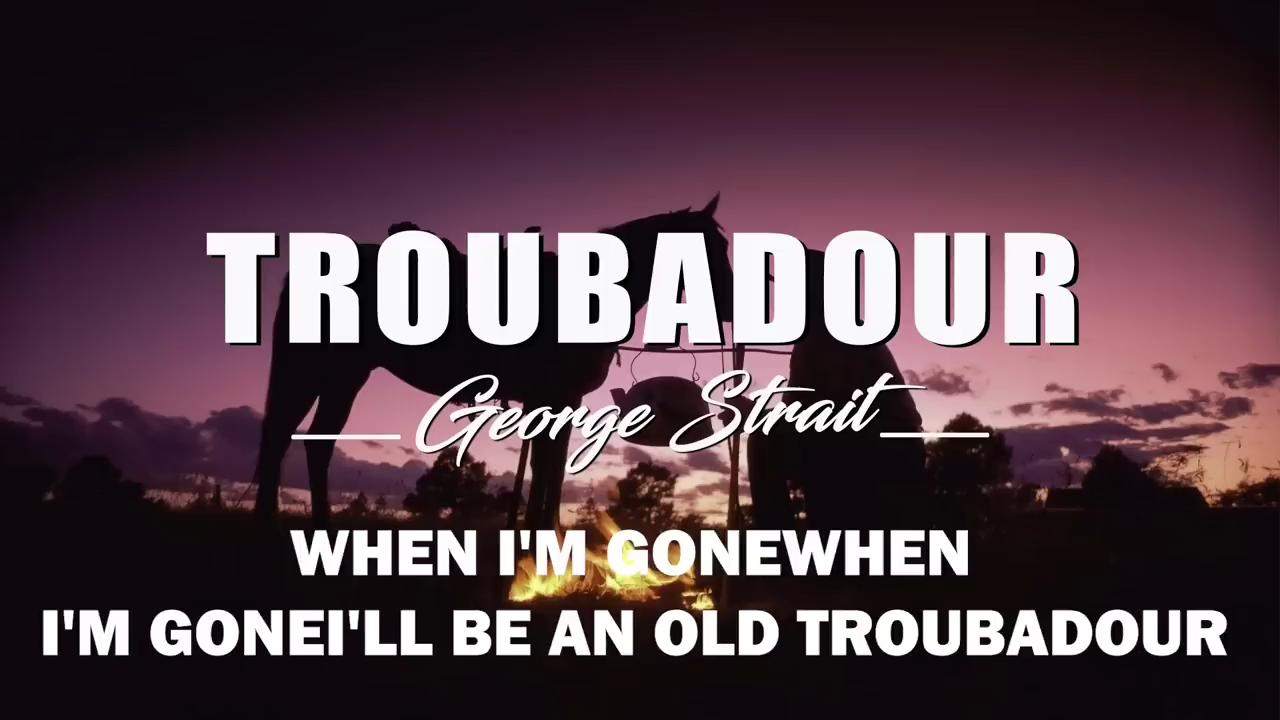 TROUBADOUR
George Strait
WHEN I'M GONEWHEN
I'M GONEI'LL BE AN OLD TROUBADOUR